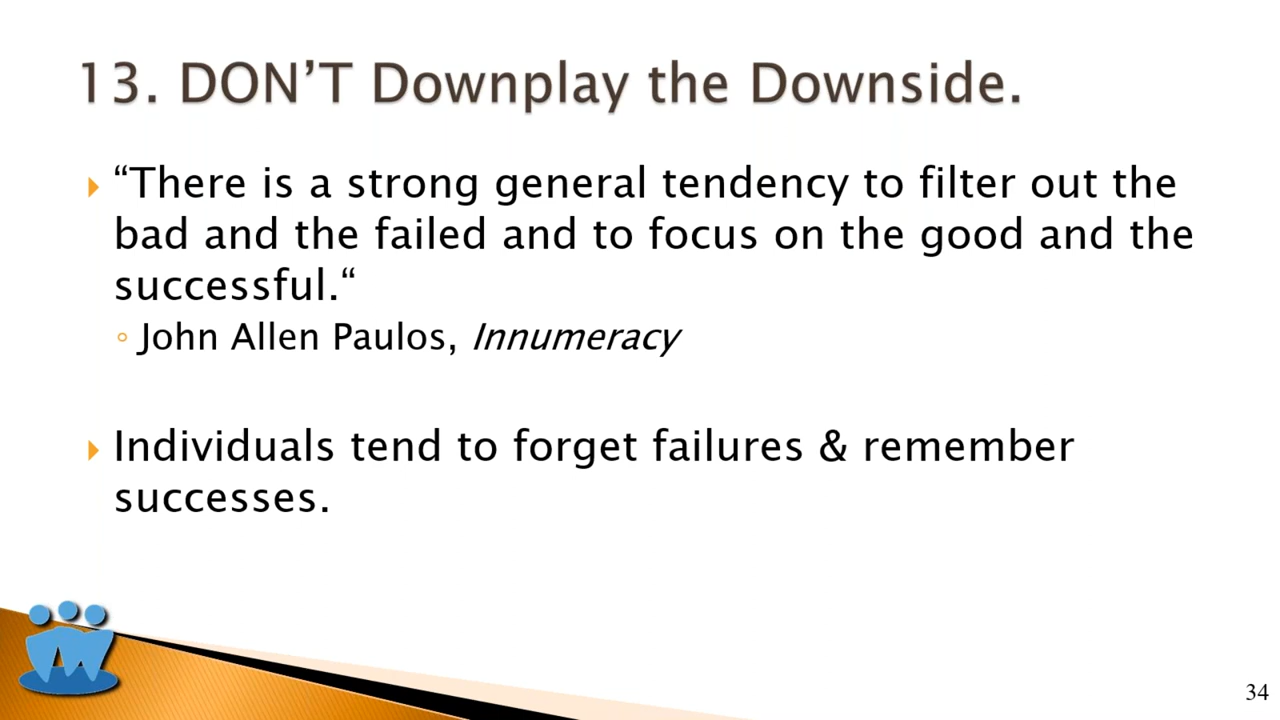 13. DON’T Downplay the Downside.
“There is a strong general tendency to filter out the
bad and the failed and to focus on the good and the
successful.“
John Allen Paulos, Innumeracy
Individuals tend to forget failures & remember
successes.
34